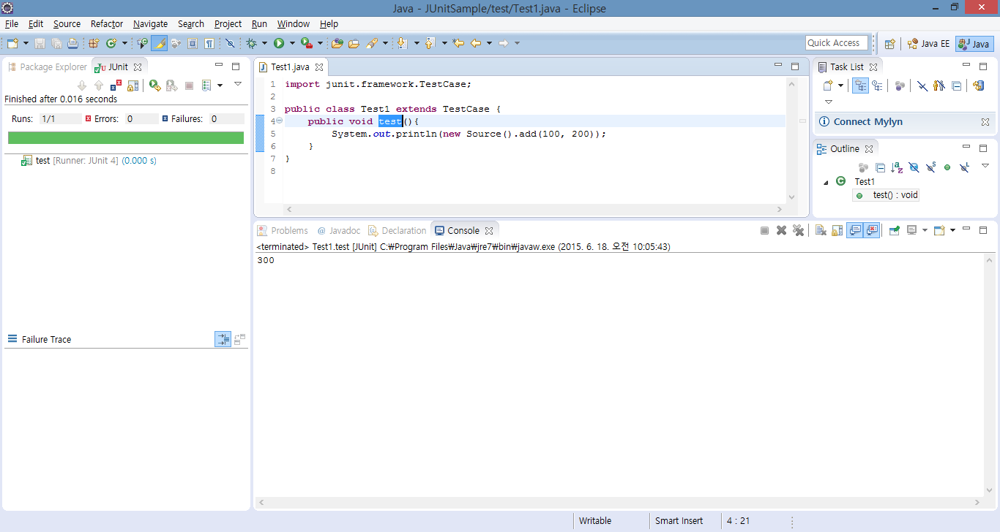 Java - JUnitSample/test/Test1.java - Eclipse
File Edit Source Refactor Navigate Search Project Run Window Help
Quick Access
Java EE
Java
Package Explorer
JUnit
Finished after 0.016 seconds
Runs: 1/1
Errors: 0
Failures: 0
test [Runner: JUnit 4] (0.000 s)
Failure Trace
Test1.java
1 import junit.framework.TestCase;
2
3 public class Test1 extends TestCase {
4 public void test(){
5 System.out.println(new Source().add(100, 200));
6 }
7 }
8
Task List
Connect Mylyn
Outline
Test1
test() : void
Problems @ Javadoc Declaration Console
<terminated> Test1.test [JUnit] C:₩Program Files₩Java₩jre7₩bin₩javaw.exe (2015. 6. 18. 오전 10:05:43)
300
Writable
Smart Insert
4 : 21